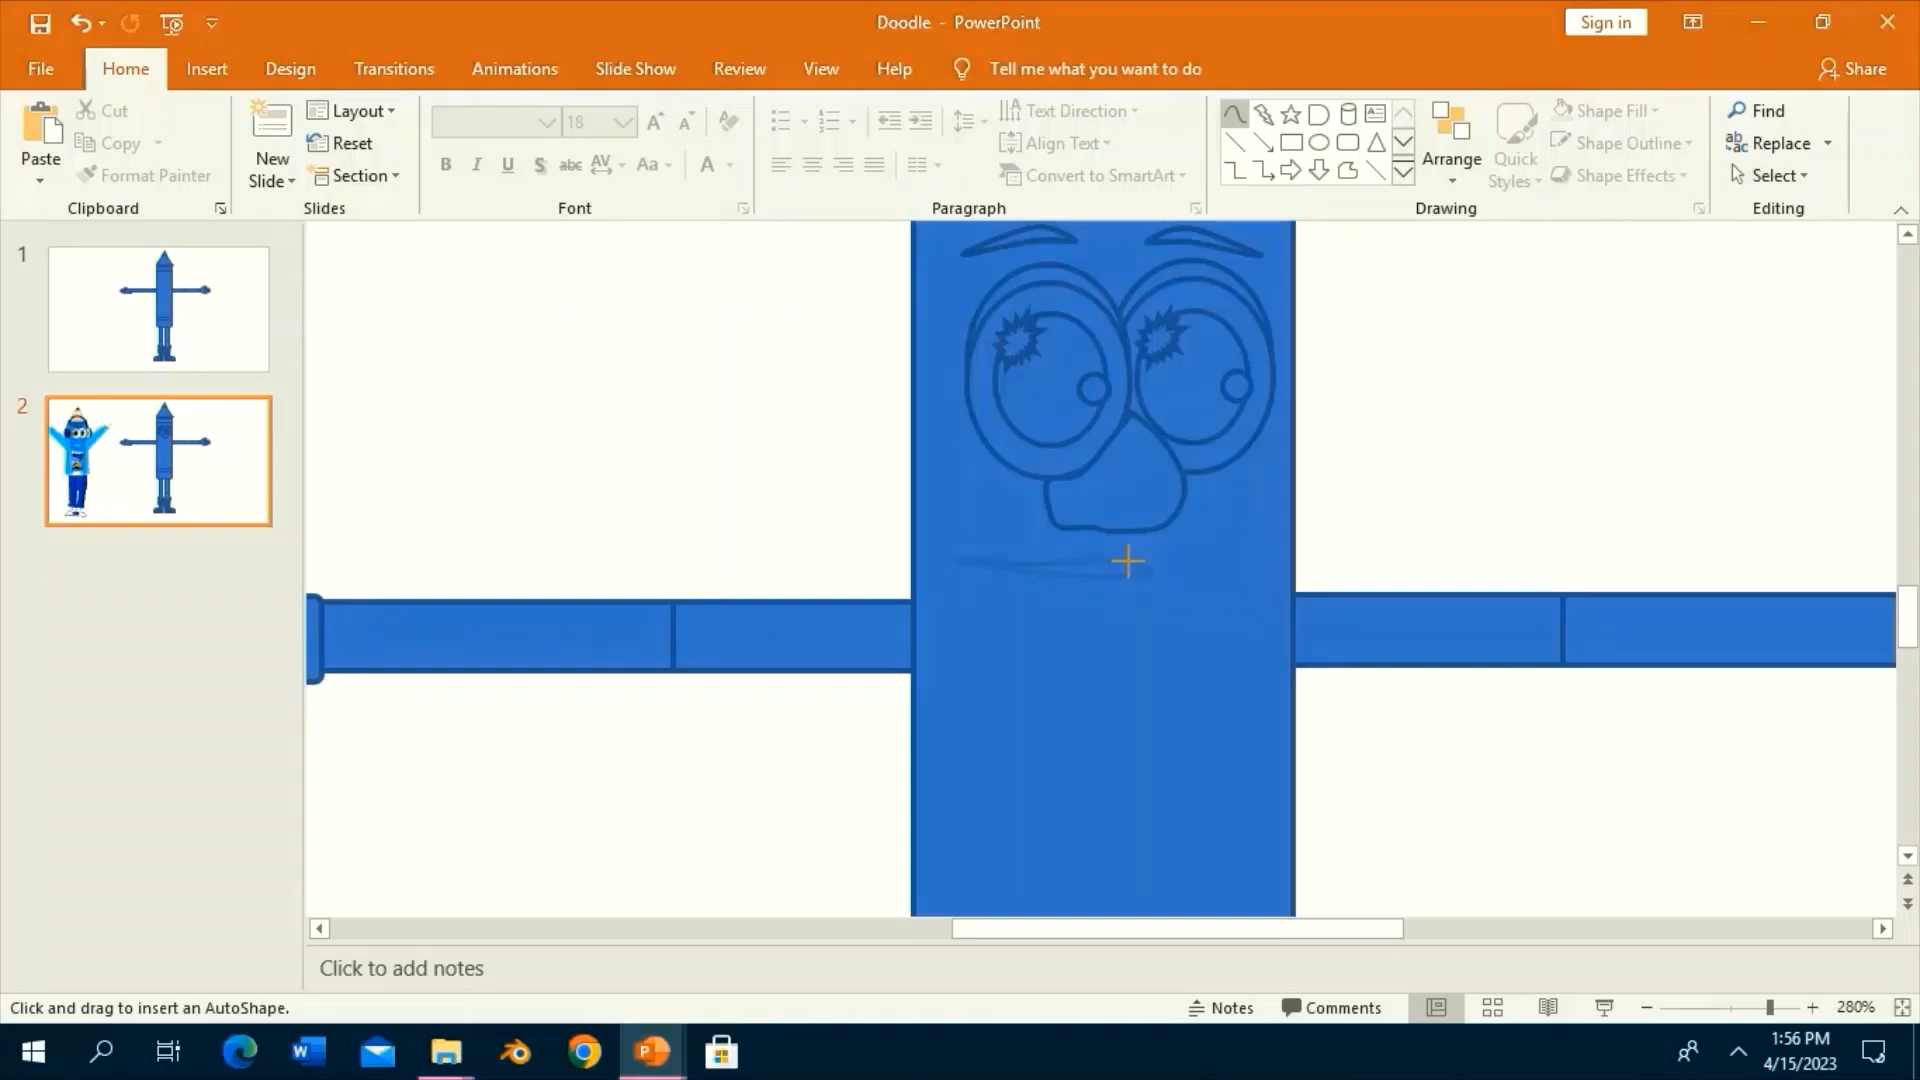 Doodle - PowerPoint
Sign in
File Home Insert Design Transitions Animations Slide Show Review View Help Tell me what you want to do Share
Paste
Cut
Copy
Format Painter
Clipboard
New Slide
Layout
Reset
Section
Slides
18
B I U S abc AV Aa A
Font
Text Direction
Align Text
Convert to SmartArt
Paragraph
Arrange
Quick Styles
Shape Fill
Shape Outline
Shape Effects
Drawing
Find
Replace
Select
Editing
1
2
Click to add notes
Click and drag to insert an AutoShape.
Notes Comments 280%
1:56 PM
4/15/2023